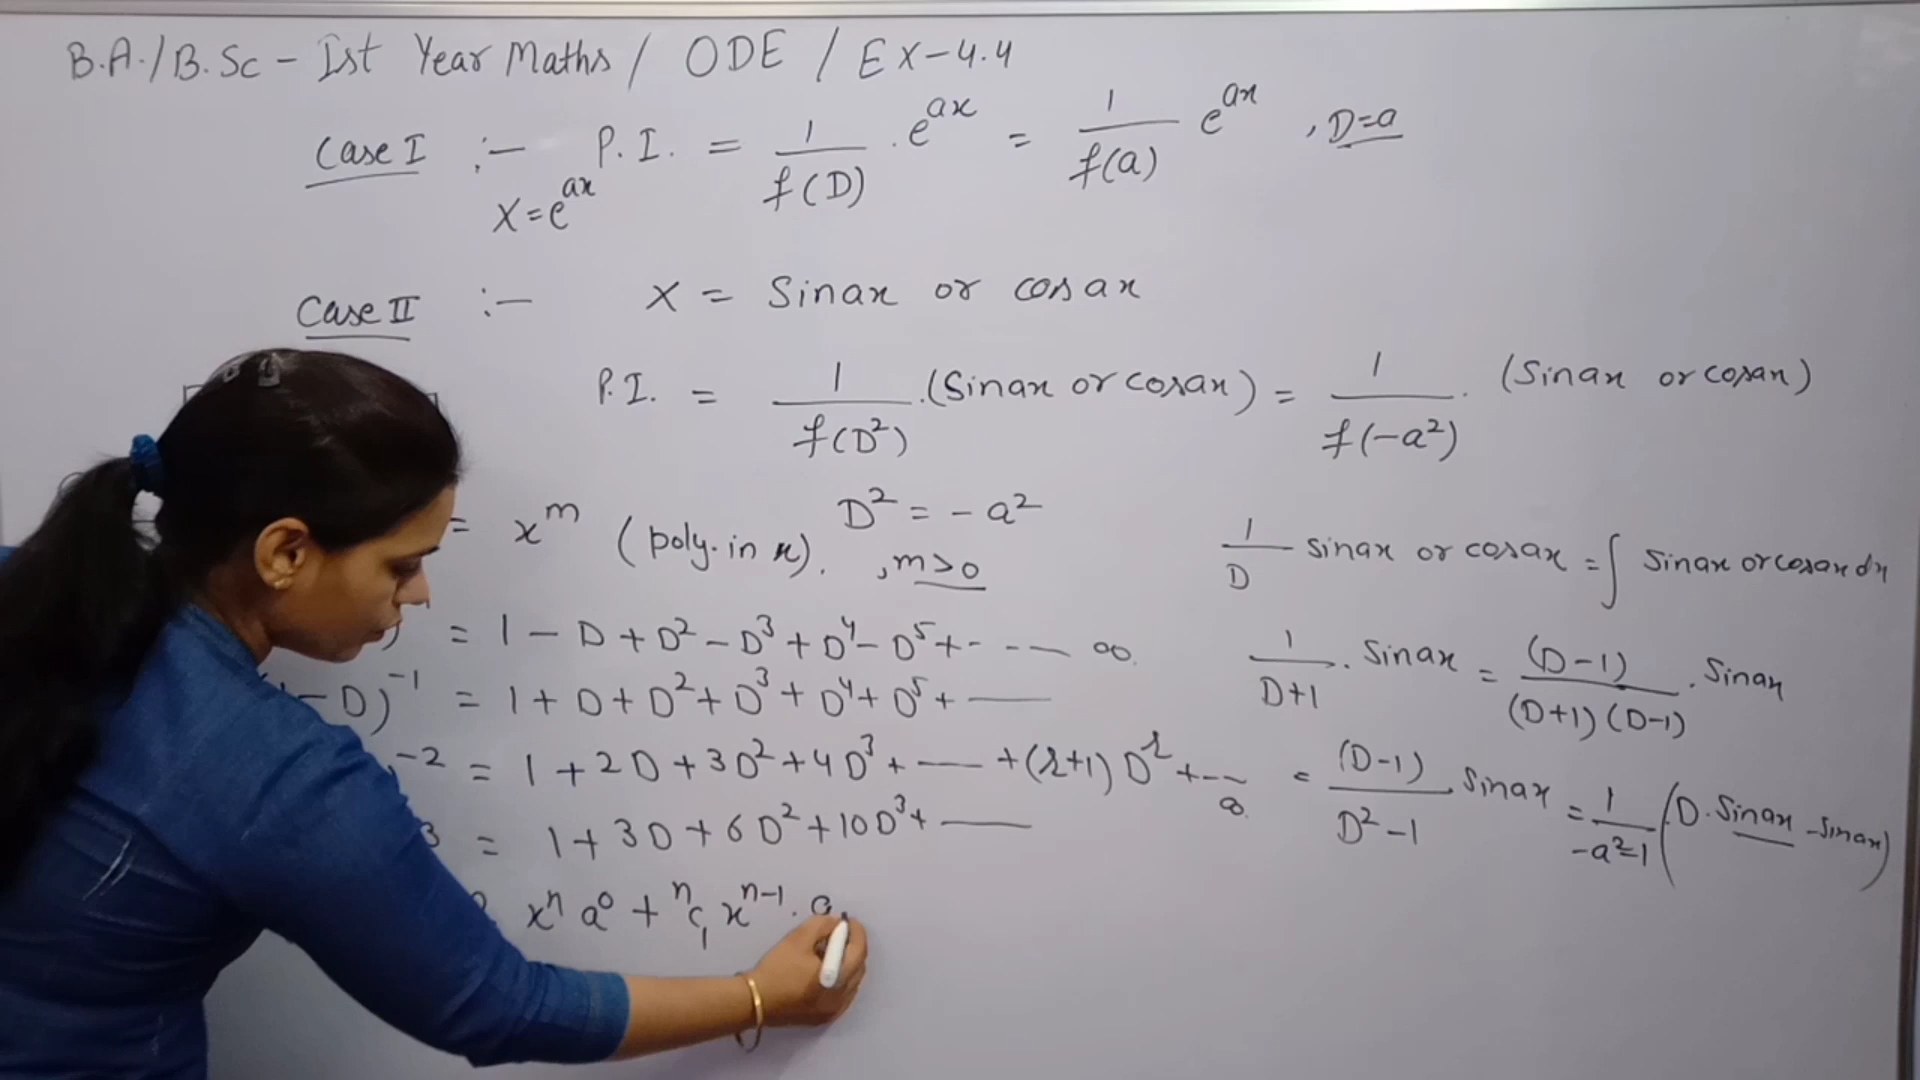 B.A./B.Sc - Ist Year Maths / ODE / EX-4.4
Case I :- P.I. = 1/f(D) . e^ax = 1/f(a) e^ax , D=a
X=e^ax
Case II :- X = Sinax or cosax
P.I. = 1/f(D²) .(Sinax or cosax) = 1/f(-a²) . (Sinax or cosax)
D² = -a²
= x^m (poly. in x). , m>0
1/D sinax or cosax = ∫ Sinax or cosax dx
= 1 - D + D² - D³ + D⁴ - D⁵ + - - - — ∞.
1/D+1 . Sinax = (D-1)/(D+1)(D-1) . Sinax
-D)^-1 = 1 + D + D² + D³ + D⁴ + D⁵ + —
-2 = 1 + 2D + 3D² + 4D³ + — + (r+1) D^r + -- ∞.
= (D-1)/D²-1 . Sinax = 1/-a²-1 (D. Sinax - Sinax)
3 = 1 + 3D + 6D² + 10D³ + —
x^n a^0 + ^nC₁ x^n-1 . a